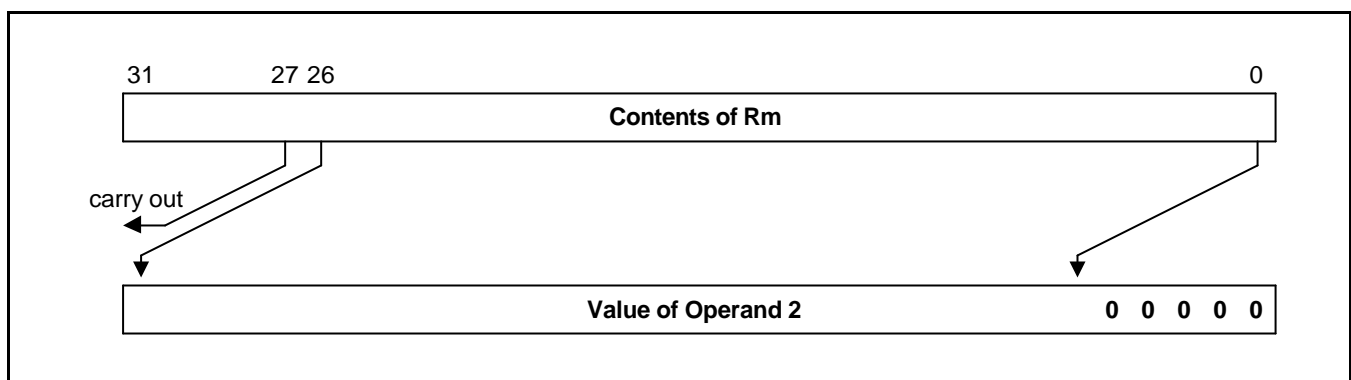 31 27 26 0
Contents of Rm
carry out
Value of Operand 2 0 0 0 0 0